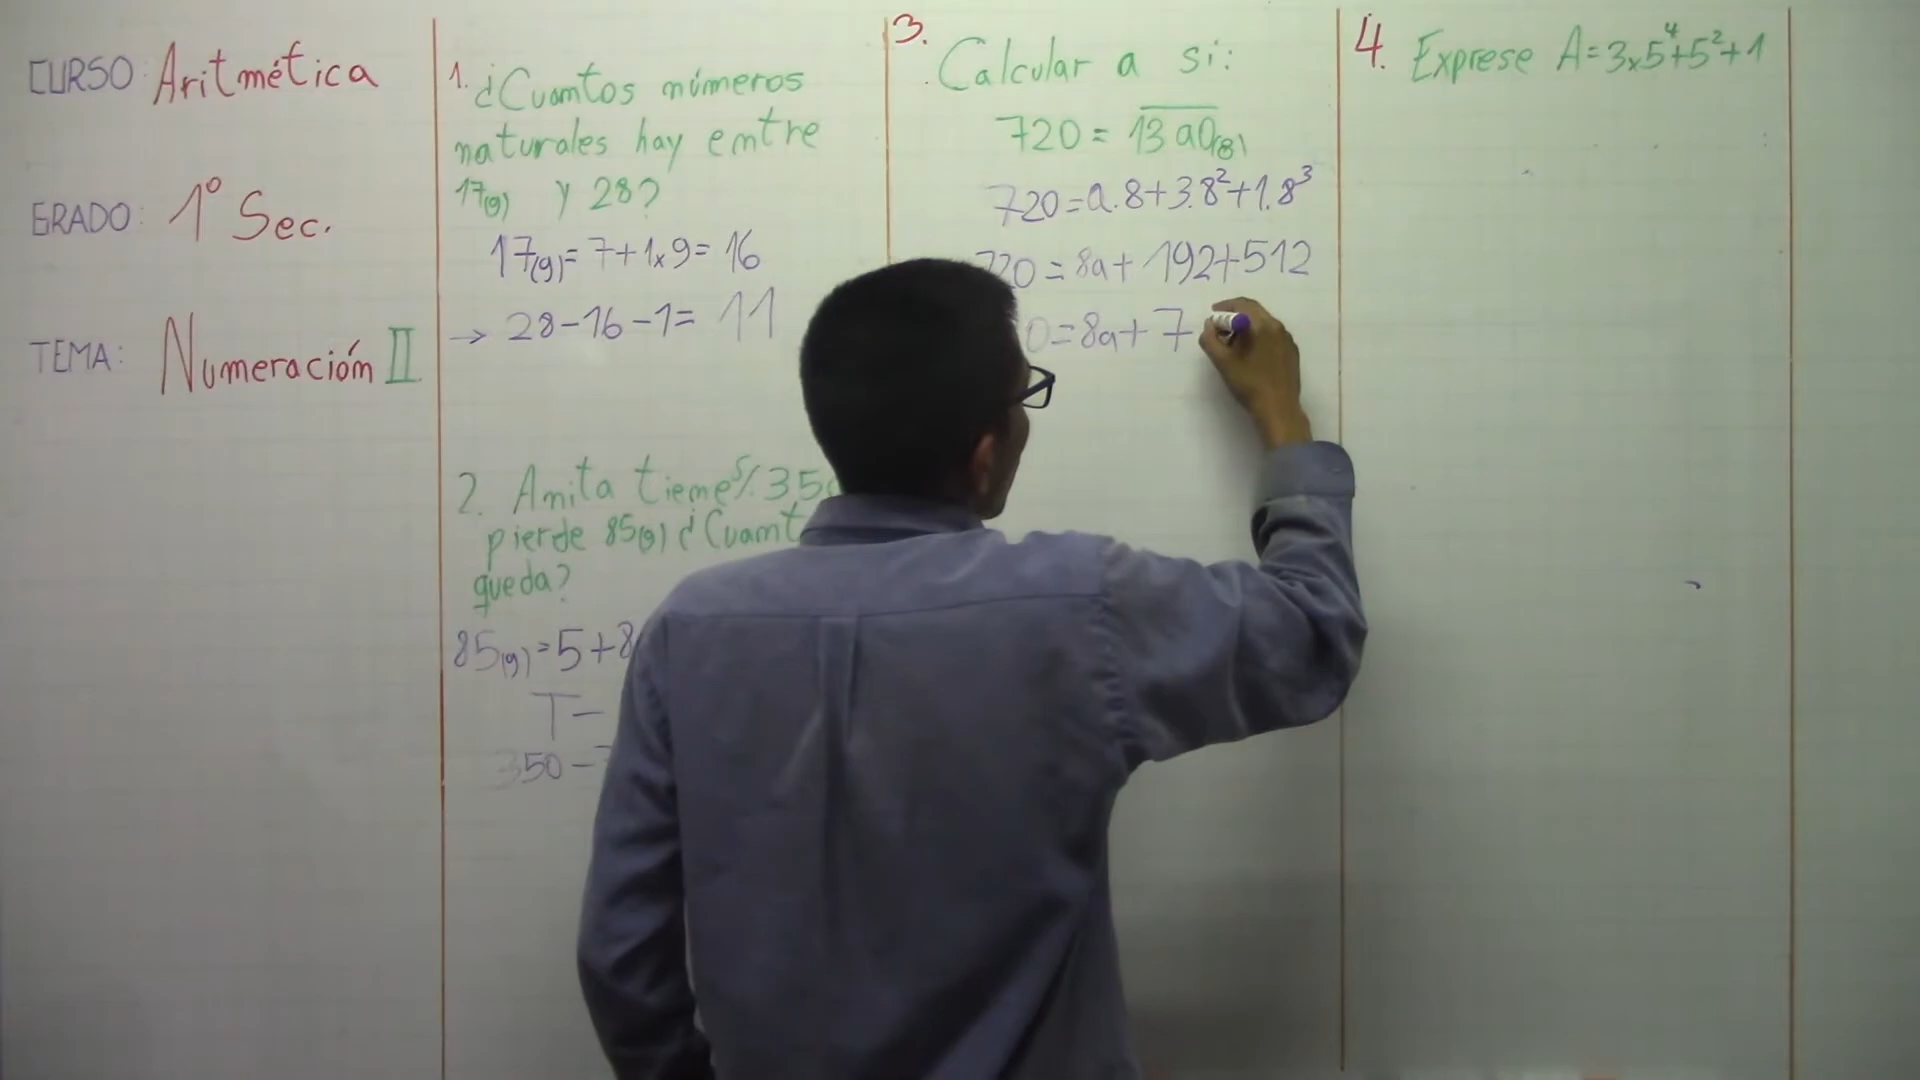 CURSO: Aritmética
GRADO: 1° Sec.
TEMA: Numeración II
1. ¿Cuantos números
naturales hay entre
17(9) y 28?
17(9)= 7+1x9= 16
→ 28-16-1= 11
2. Anita tiene S/.35
pierde 85(9) ¿Cuant
queda?
85(9)=5+8
T-
350-
3.
Calcular a si:
720 = 13a0(8)
720=a.8+3.8²+1.8³
720=8a+192+512
0=8a+7
4. Exprese A=3x5⁴+5²+1